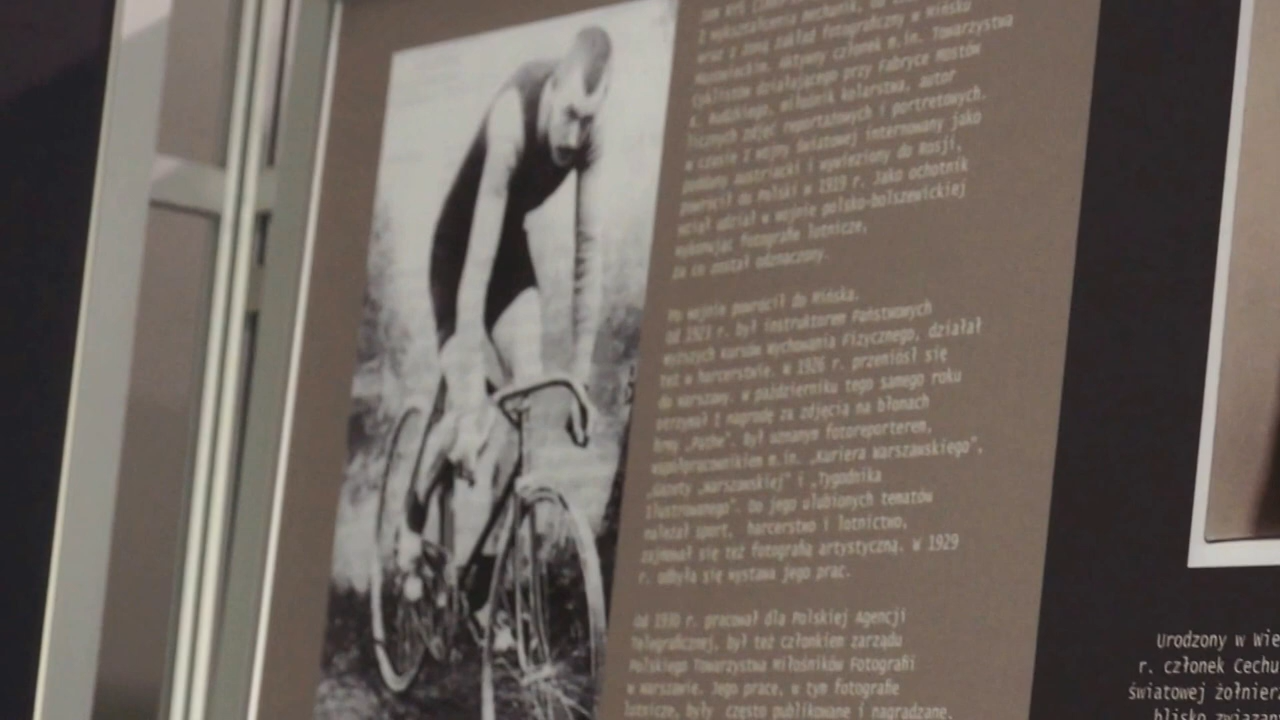 Jan Ryś
z wykształcenia mechanik,
wraz z żoną zakład fotograficzny w Mińsku
Mazowieckim. Aktywny członek m.in. Towarzystwa
Cyklistów działającego przy Fabryce Mostów
K. Rudzkiego, miłośnik kolarstwa, autor
licznych zdjęć reportażowych i portretowych.
W czasie I wojny światowej internowany jako
poddany austriacki i wywieziony do Rosji,
powrócił do Polski w 1919 r. Jako ochotnik
wziął udział w wojnie polsko-bolszewickiej
wykonując fotografie lotnicze,
za co został odznaczony.
Po wojnie powrócił do Mińska.
Od 1923 r. był instruktorem Państwowych
Wyższych Kursów Wychowania Fizycznego, działał
też w harcerstwie. W 1926 r. przeniósł się
do Warszawy. W październiku tego samego roku
otrzymał I nagrodę za zdjęcia na błonach
firmy „Pathe". Był uznanym fotoreporterem,
współpracownikiem m.in. „Kuriera Warszawskiego",
„Gazety Warszawskiej" i „Tygodnika
Ilustrowanego". Do jego ulubionych tematów
należał sport, harcerstwo i lotnictwo,
zajmował się też fotografią artystyczną. W 1929
r. odbyła się wystawa jego prac.
Od 1930 r. pracował dla Polskiej Agencji
Telegraficznej, był też członkiem zarządu
Polskiego Towarzystwa Miłośników Fotografii
w Warszawie. Jego prace, w tym fotografie
lotnicze, były często publikowane i nagradzane.
Urodzony w Wie
r. członek Cechu
światowej żołnierz
blisko związan